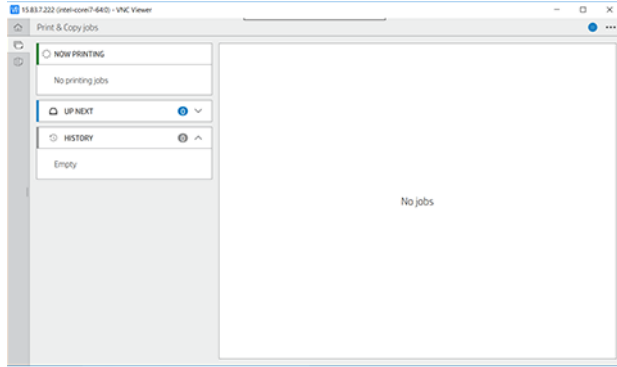 15.83.7.222 (intel-corei7-64:0) - VNC Viewer
Print & Copy jobs
NOW PRINTING
No printing jobs
UP NEXT 0
HISTORY 0
Empty
No jobs